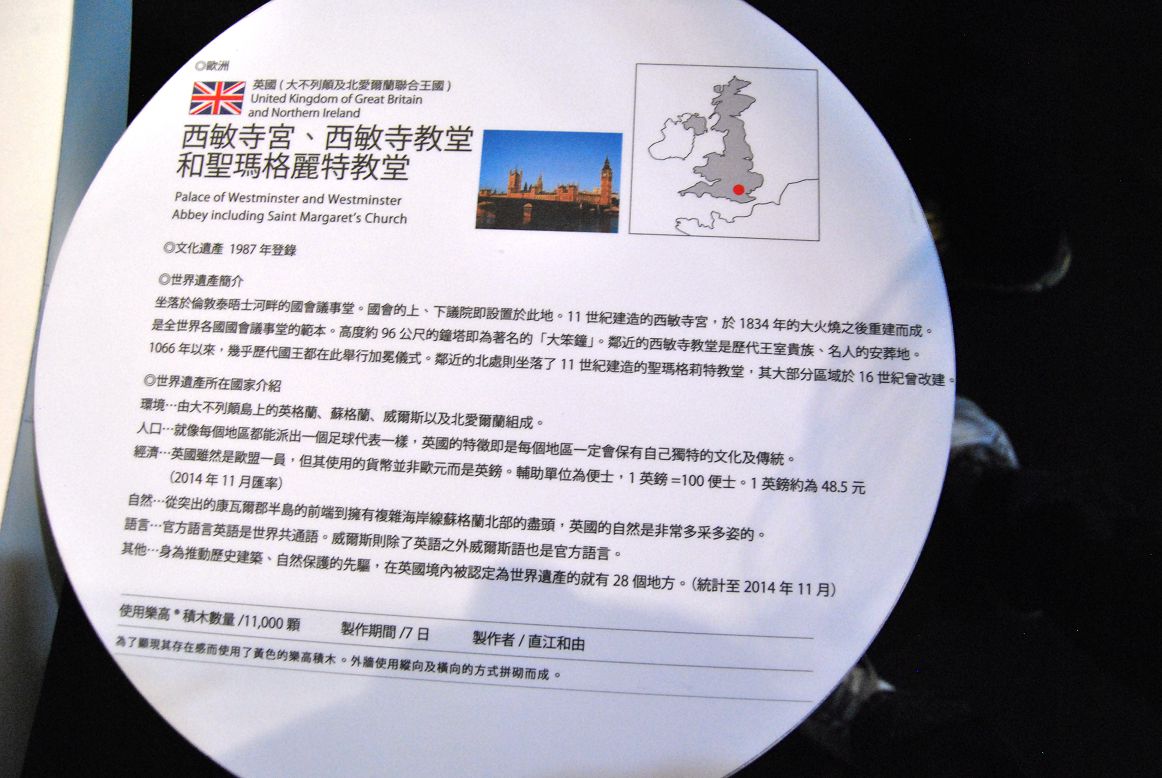 ◎歐洲
英國 ( 大不列顛及北愛爾蘭聯合王國 )
United Kingdom of Great Britain
and Northern Ireland
西敏寺宮、西敏寺教堂
和聖瑪格麗特教堂
Palace of Westminster and Westminster
Abbey including Saint Margaret's Church
◎文化遺產 1987 年登錄
◎世界遺產簡介
坐落於倫敦泰晤士河畔的國會議事堂。國會的上、下議院即設置於此地。11 世紀建造的西敏寺宮，於 1834 年的大火燒之後重建而成。
是全世界各國國會議事堂的範本。高度約 96 公尺的鐘塔即為著名的「大笨鐘」。鄰近的西敏寺教堂是歷代王室貴族、名人的安葬地。
1066 年以來，幾乎歷代國王都在此舉行加冕儀式。鄰近的北處則坐落了 11 世紀建造的聖瑪格莉特教堂，其大部分區域於 16 世紀曾改建。
◎世界遺產所在國家介紹
環境⋯由大不列顛島上的英格蘭、蘇格蘭、威爾斯以及北愛爾蘭組成。
人口⋯就像每個地區都能派出一個足球代表一樣，英國的特徵即是每個地區一定會保有自己獨特的文化及傳統。
經濟⋯英國雖然是歐盟一員，但其使用的貨幣並非歐元而是英鎊。輔助單位為便士，1 英鎊 =100 便士。1 英鎊約為 48.5 元
（2014 年 11 月匯率）
自然⋯從突出的康瓦爾郡半島的前端到擁有複雜海岸線蘇格蘭北部的盡頭，英國的自然是非常多采多姿的。
語言⋯官方語言英語是世界共通語。威爾斯則除了英語之外威爾斯語也是官方語言。
其他⋯身為推動歷史建築、自然保護的先驅，在英國境內被認定為世界遺產的就有 28 個地方。（統計至 2014 年 11 月）
使用樂高®積木數量 /11,000 顆 製作期間 /7 日 製作者 / 直江和由
為了顯現其存在感而使用了黃色的樂高積木。外牆使用縱向及橫向的方式拼砌而成。